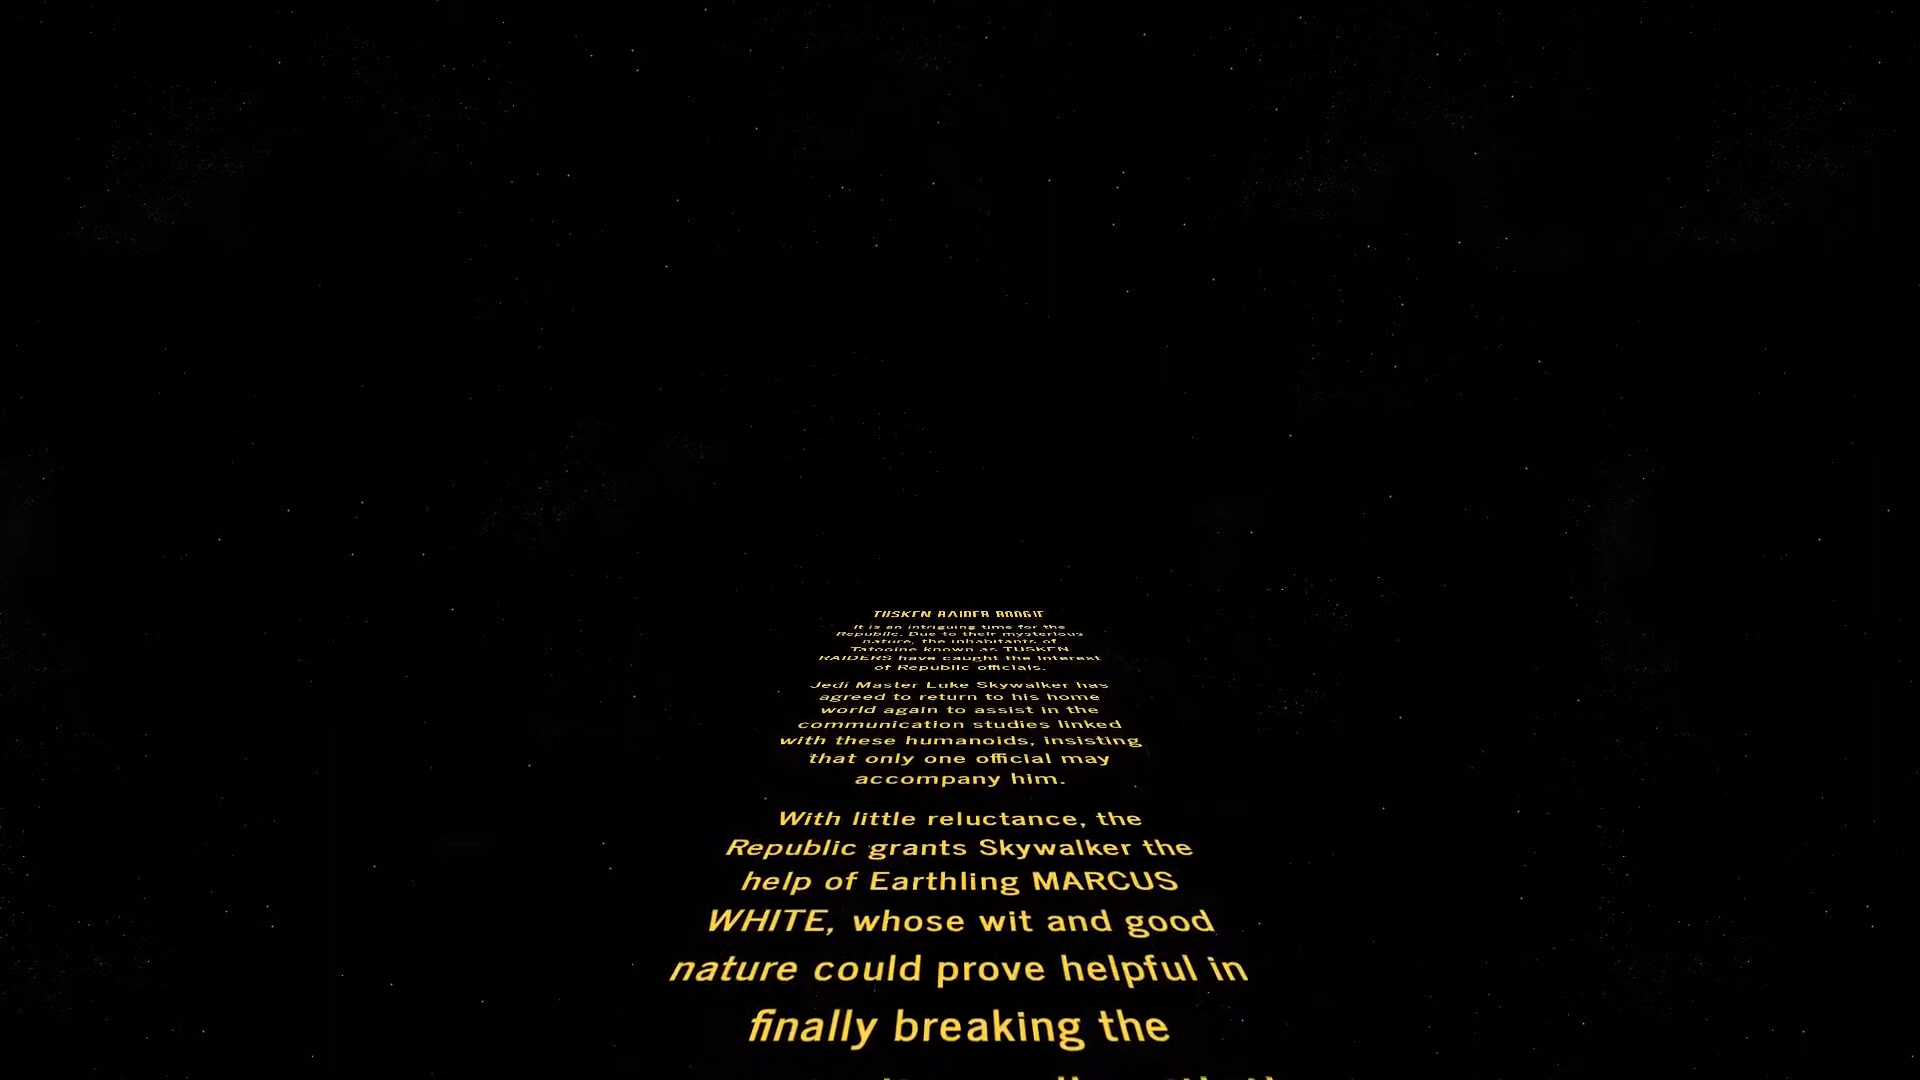 TUSKEN RAIDER BOOGIE
It is an intriguing time for the
Republic. Due to their mysterious
nature, the inhabitants of
Tatooine known as TUSKEN
RAIDERS have caught the interest
of Republic officials.
Jedi Master Luke Skywalker has
agreed to return to his home
world again to assist in the
communication studies linked
with these humanoids, insisting
that only one official may
accompany him.
With little reluctance, the
Republic grants Skywalker the
help of Earthling MARCUS
WHITE, whose wit and good
nature could prove helpful in
finally breaking the